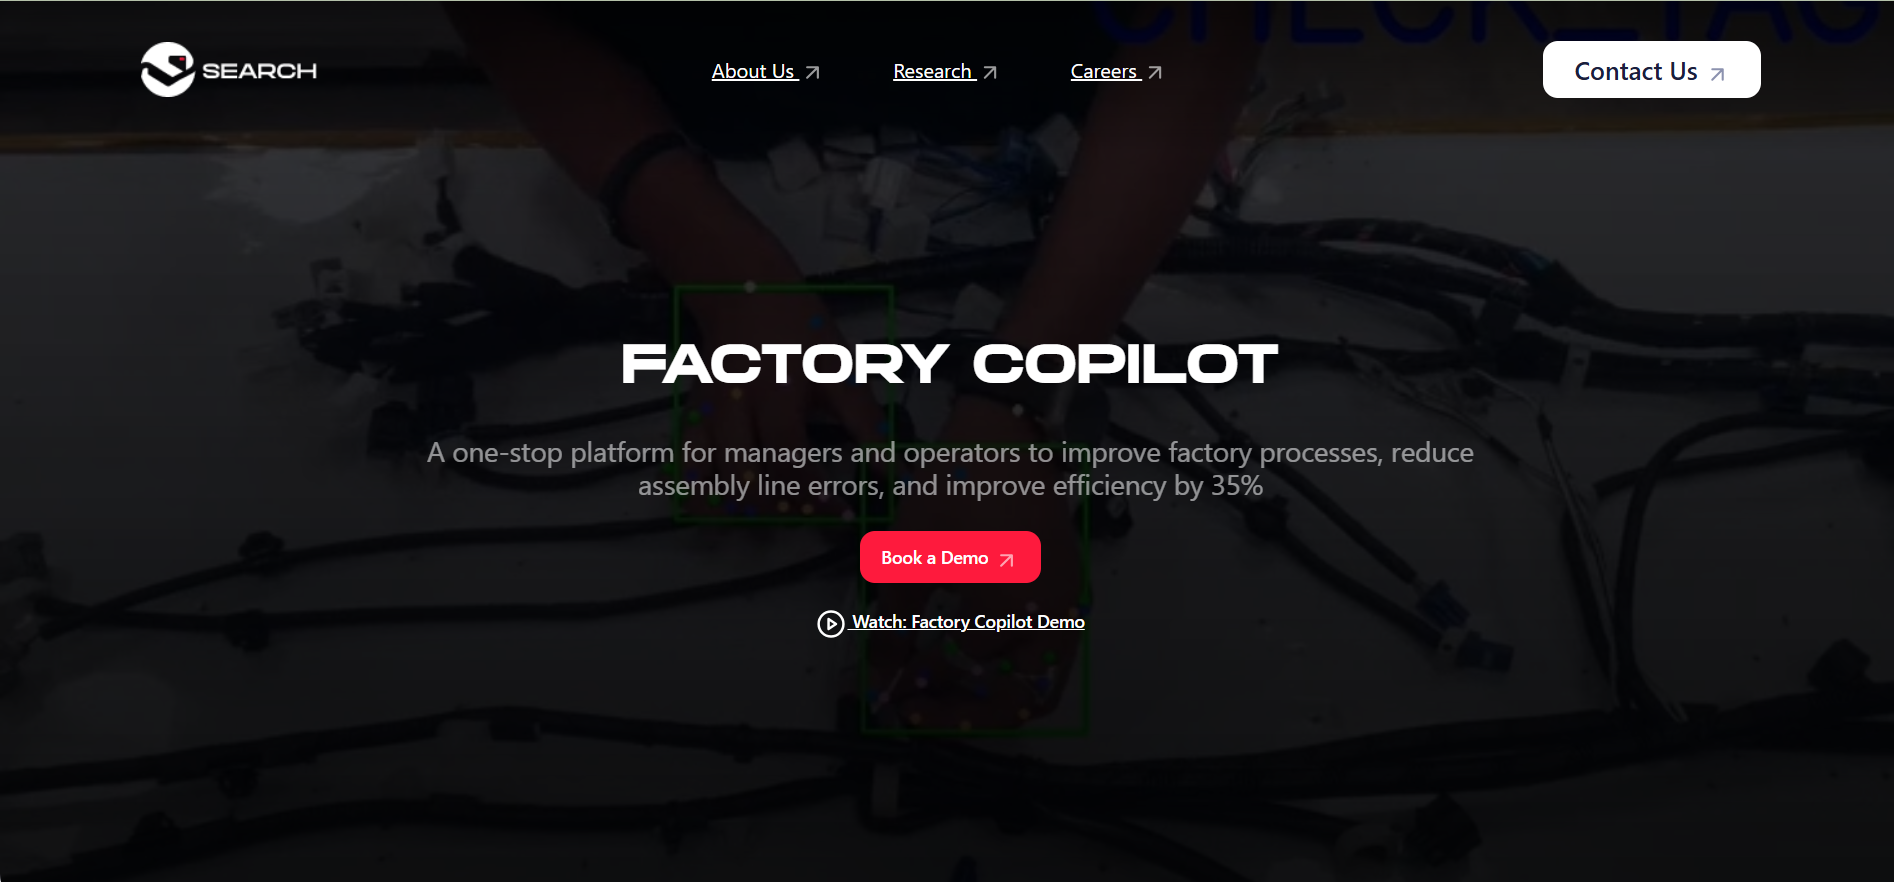 CHECK_TAG
SEARCH
About Us
Research
Careers
Contact Us
FACTORY COPILOT
A one-stop platform for managers and operators to improve factory processes, reduce
assembly line errors, and improve efficiency by 35%
Book a Demo
Watch: Factory Copilot Demo